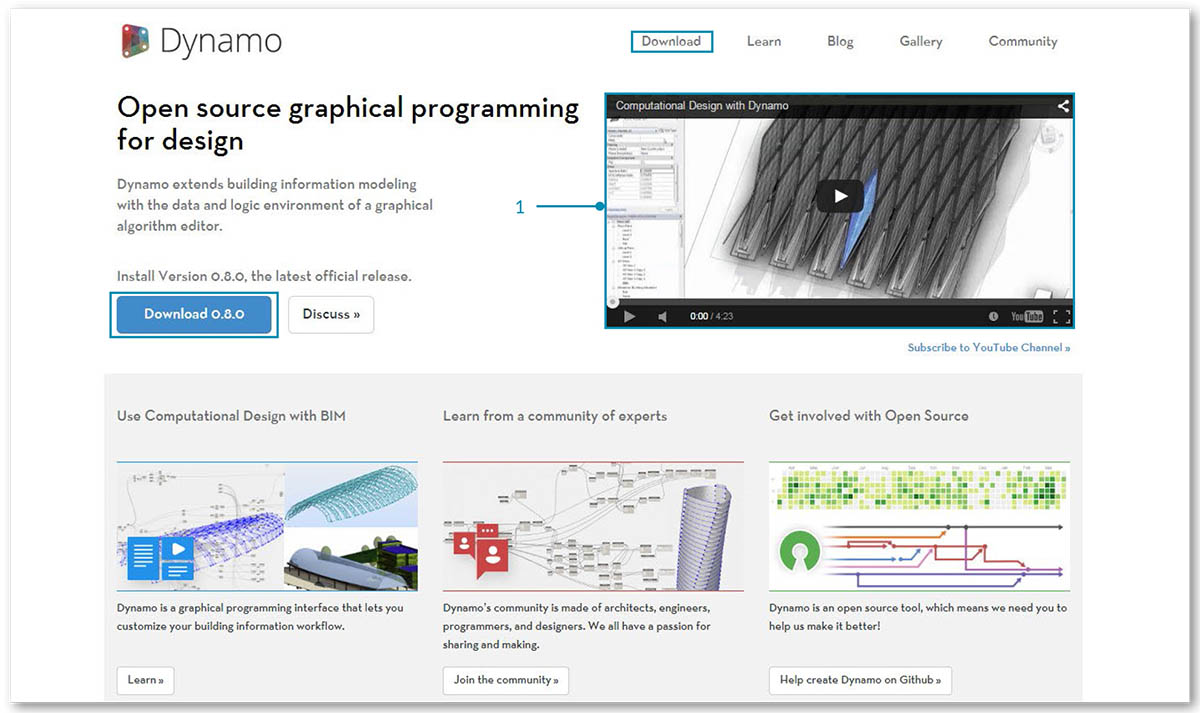 Dynamo
Download Learn Blog Gallery Community
Open source graphical programming
for design
Dynamo extends building information modeling
with the data and logic environment of a graphical
algorithm editor.
Install Version 0.8.0, the latest official release.
Download 0.8.0 Discuss »
1
Computational Design with Dynamo
0:00 / 4:23
YouTube
Subscribe to YouTube Channel »
Use Computational Design with BIM
Dynamo is a graphical programming interface that lets you
customize your building information workflow.
Learn »
Learn from a community of experts
Dynamo's community is made of architects, engineers,
programmers, and designers. We all have a passion for
sharing and making.
Join the community »
Get involved with Open Source
Dynamo is an open source tool, which means we need you to
help us make it better!
Help create Dynamo on Github »